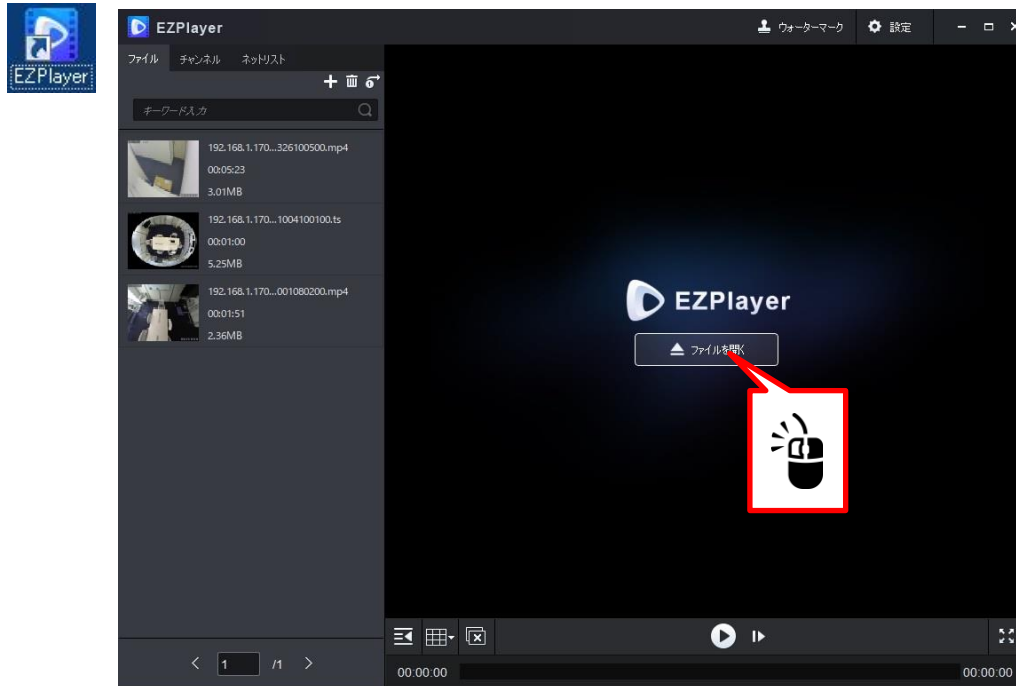 EZPlayer
EZPlayer
ウォーターマーク
設定
ファイル チャンネル ネットリスト
キーワード入力
192.168.1.170...326100500.mp4
00:05:23
3.01MB
192.168.1.170...1004100100.ts
00:01:00
5.25MB
192.168.1.170...001080200.mp4
00:01:51
2.36MB
EZPlayer
ファイルを開く
1 /1
00:00:00
00:00:00